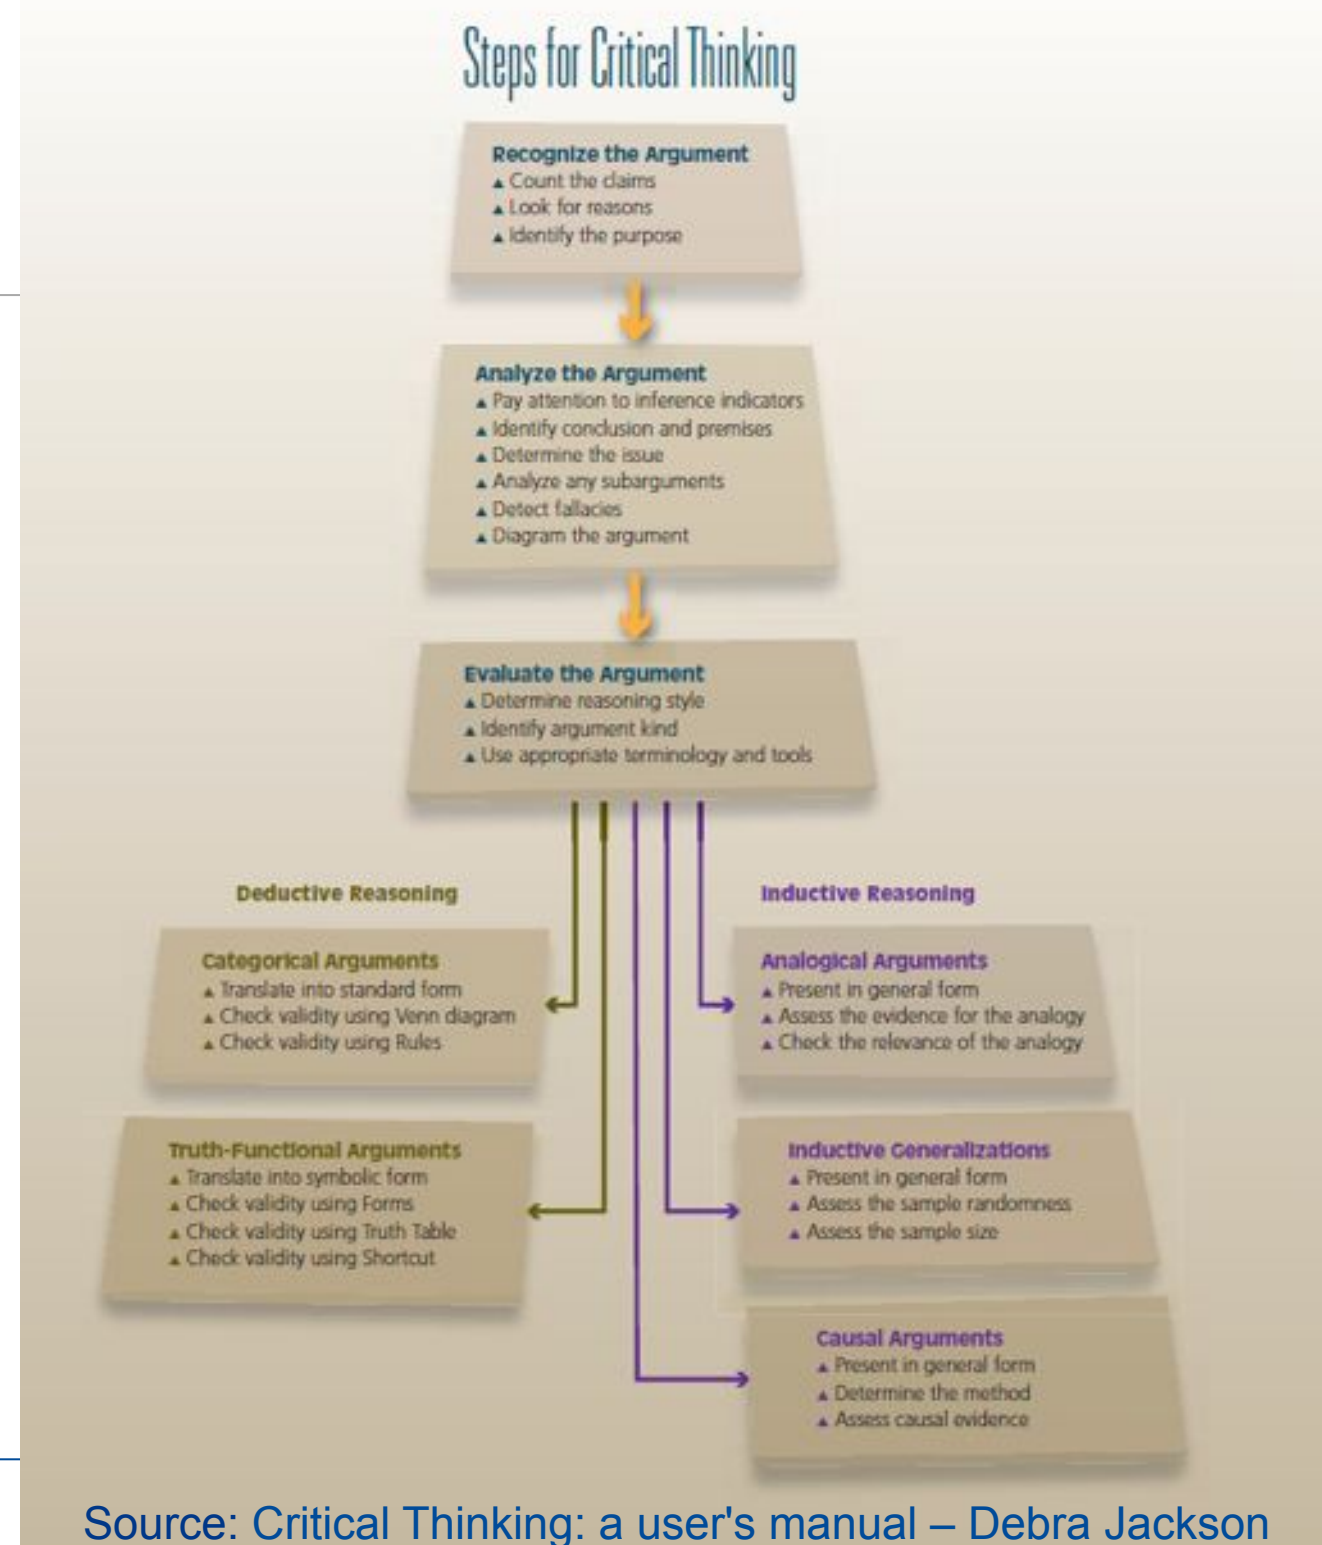 Steps for Critical Thinking
Recognize the Argument
▲ Count the claims
▲ Look for reasons
▲ Identify the purpose
Analyze the Argument
▲ Pay attention to inference indicators
▲ Identify conclusion and premises
▲ Determine the issue
▲ Analyze any subarguments
▲ Detect fallacies
▲ Diagram the argument
Evaluate the Argument
▲ Determine reasoning style
▲ Identify argument kind
▲ Use appropriate terminology and tools
Deductive Reasoning
Categorical Arguments
▲ Translate into standard form
▲ Check validity using Venn diagram
▲ Check validity using Rules
Truth-Functional Arguments
▲ Translate into symbolic form
▲ Check validity using Forms
▲ Check validity using Truth Table
▲ Check validity using Shortcut
Inductive Reasoning
Analogical Arguments
▲ Present in general form
▲ Assess the evidence for the analogy
▲ Check the relevance of the analogy
Inductive Generalizations
▲ Present in general form
▲ Assess the sample randomness
▲ Assess the sample size
Causal Arguments
▲ Present in general form
▲ Determine the method
▲ Assess causal evidence
Source: Critical Thinking: a user's manual – Debra Jackson